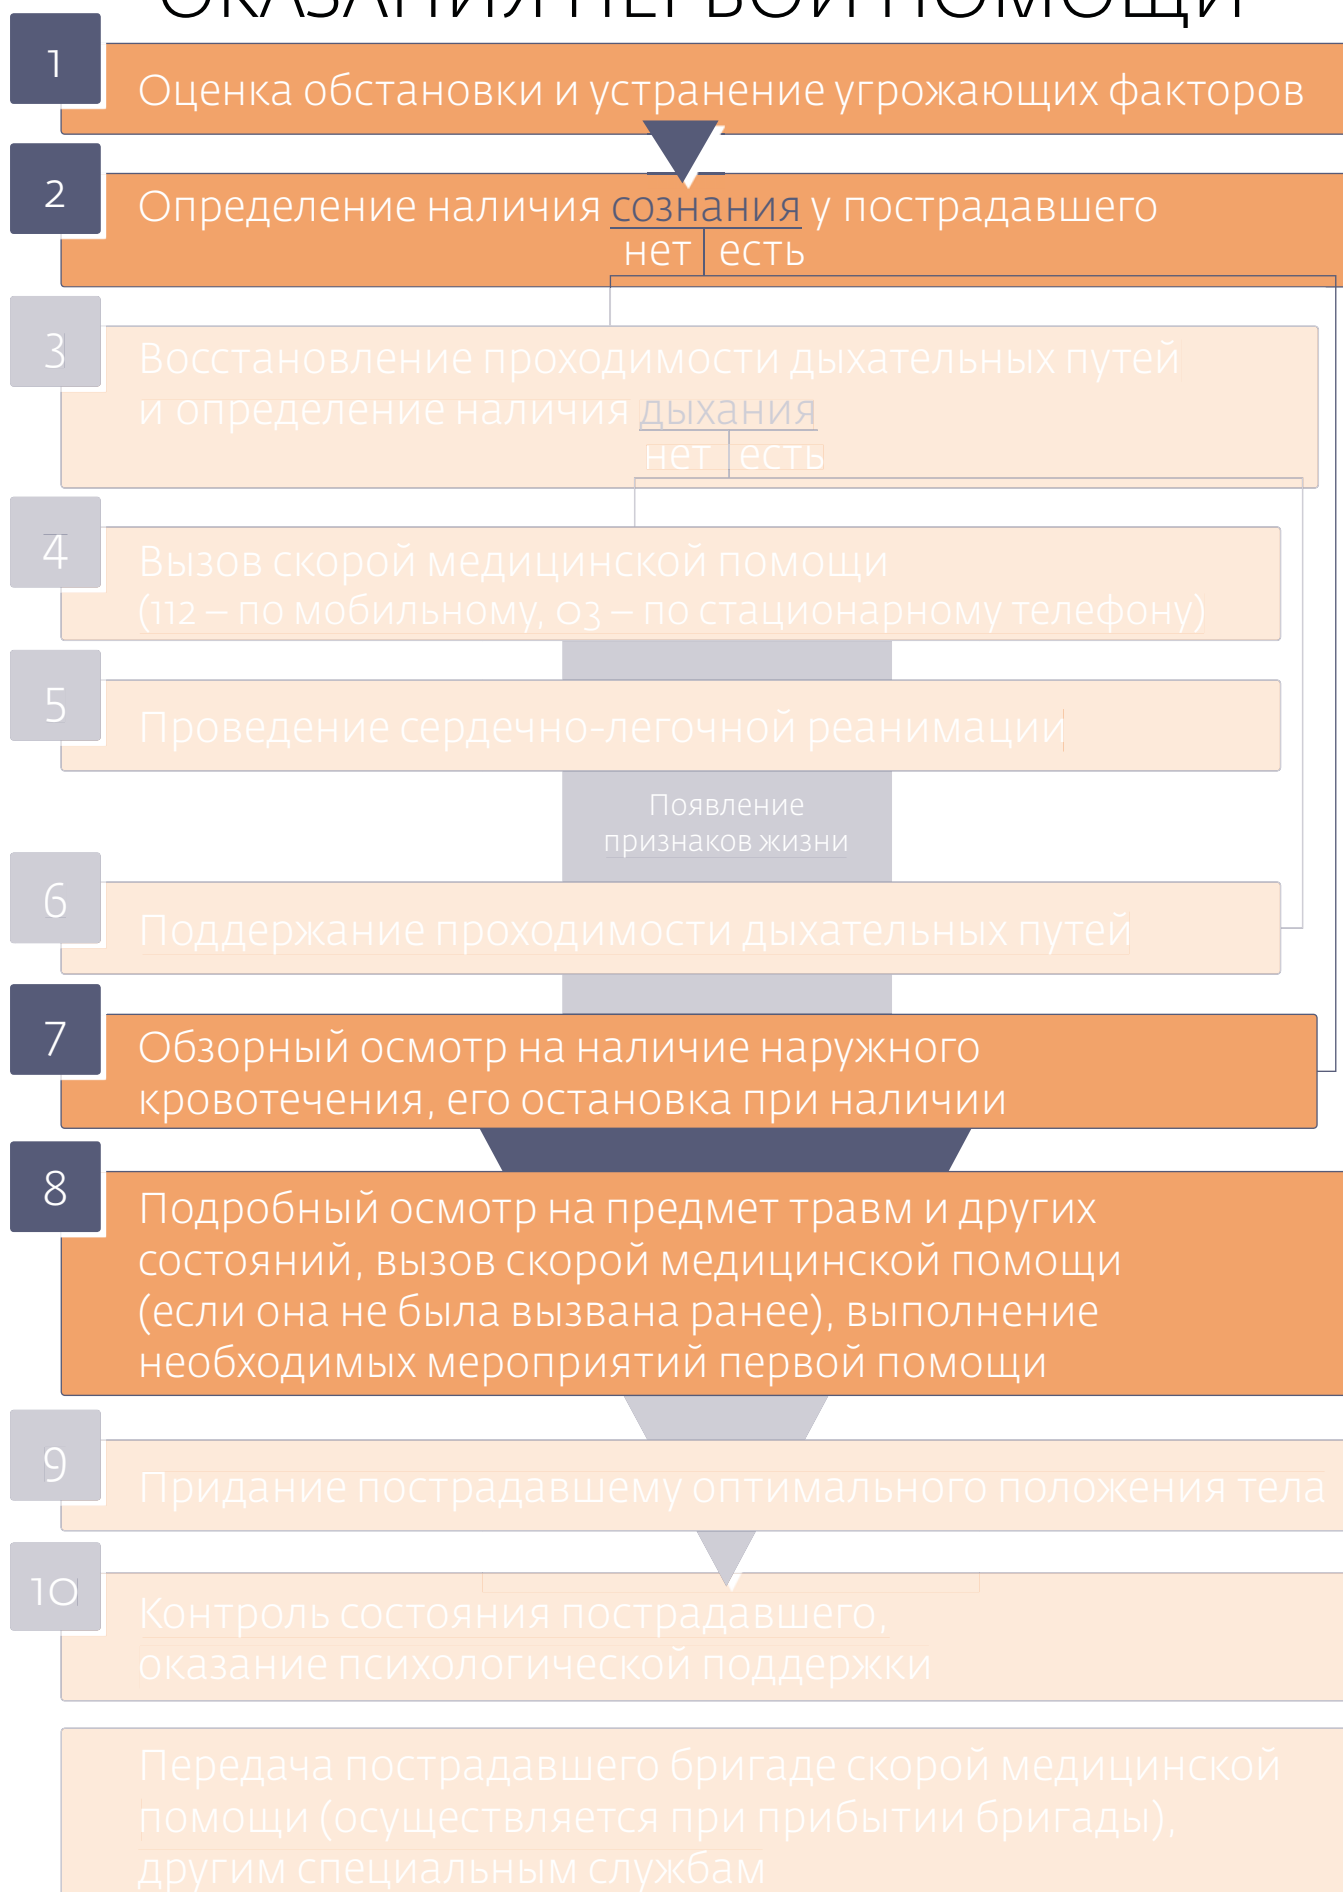 ОКАЗАНИЯ ПЕРВОЙ ПОМОЩИ
1
Оценка обстановки и устранение угрожающих факторов
2
Определение наличия сознания у пострадавшего
нет есть
3
Восстановление проходимости дыхательных путей
и определение наличия дыхания
нет есть
4
Вызов скорой медицинской помощи
(112 – по мобильному, 03 – по стационарному телефону)
5
Проведение сердечно-легочной реанимации
Появление
признаков жизни
6
Поддержание проходимости дыхательных путей
7
Обзорный осмотр на наличие наружного
кровотечения, его остановка при наличии
8
Подробный осмотр на предмет травм и других
состояний, вызов скорой медицинской помощи
(если она не была вызвана ранее), выполнение
необходимых мероприятий первой помощи
9
Придание пострадавшему оптимального положения тела
10
Контроль состояния пострадавшего,
оказание психологической поддержки
Передача пострадавшего бригаде скорой медицинской
помощи (осуществляется при прибытии бригады),
другим специальным службам